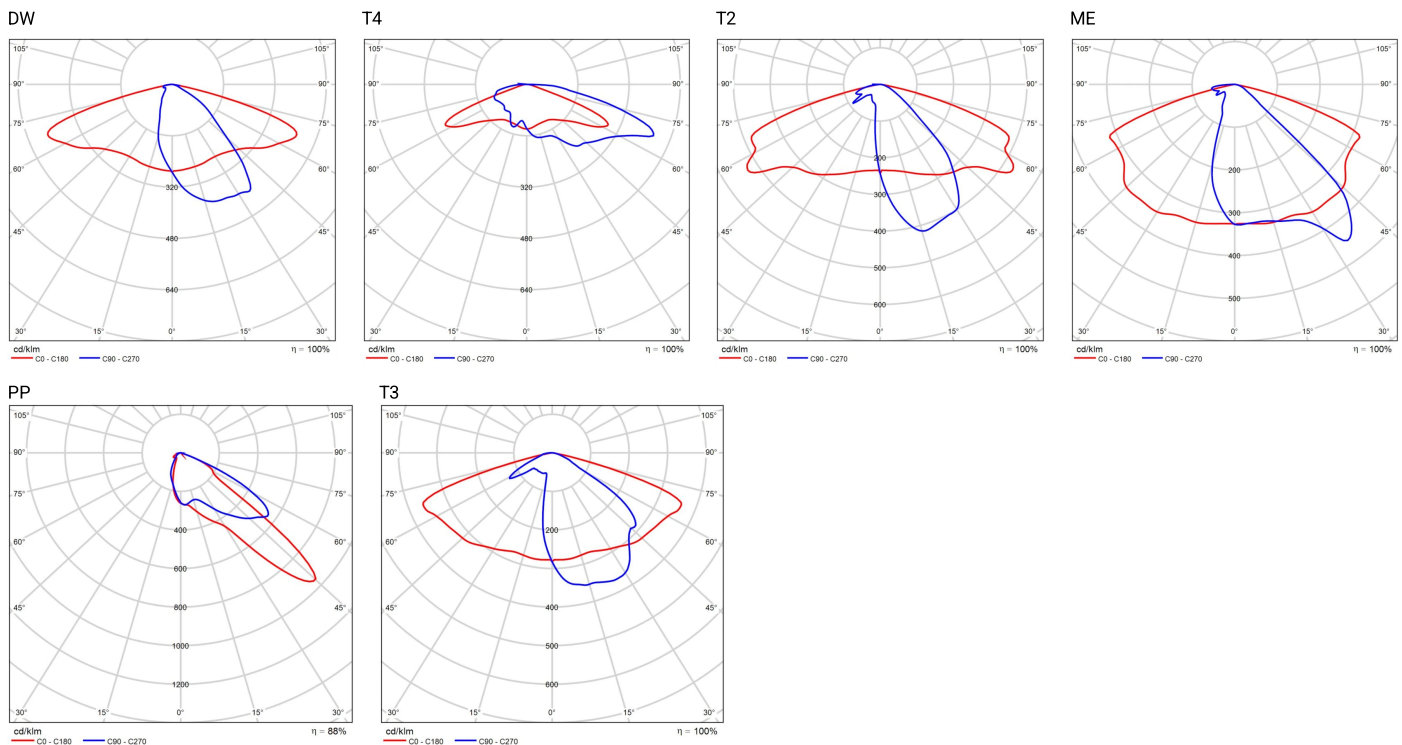 DW T4 T2 ME
105° 105° 105° 105° 105° 105° 105° 105°
90° 90° 90° 90° 90° 90° 90° 90°
75° 75° 75° 75° 75° 75° 75° 75°
200
60° 60° 60° 60° 200 60° 60°
320 320 300 300
45° 480 45° 45° 480 45° 45° 400 45° 45° 400 45°
500
640 640 600 500
30° 15° 0° 15° 30° 30° 15° 0° 15° 30° 30° 15° 0° 15° 30° 30° 15° 0° 15° 30°
cd/klm η = 100% cd/klm η = 100% cd/klm η = 100% cd/klm η = 100%
C0 - C180 C90 - C270 C0 - C180 C90 - C270 C0 - C180 C90 - C270 C0 - C180 C90 - C270
PP T3
105° 105° 105° 105°
90° 90° 90° 90°
75° 75° 75° 75°
400 200
60° 60° 60° 60°
600
45° 800 45° 45° 400 45°
1000 500
1200 600
30° 15° 0° 15° 30° 30° 15° 0° 15° 30°
cd/klm η = 88% cd/klm η = 100%
C0 - C180 C90 - C270 C0 - C180 C90 - C270